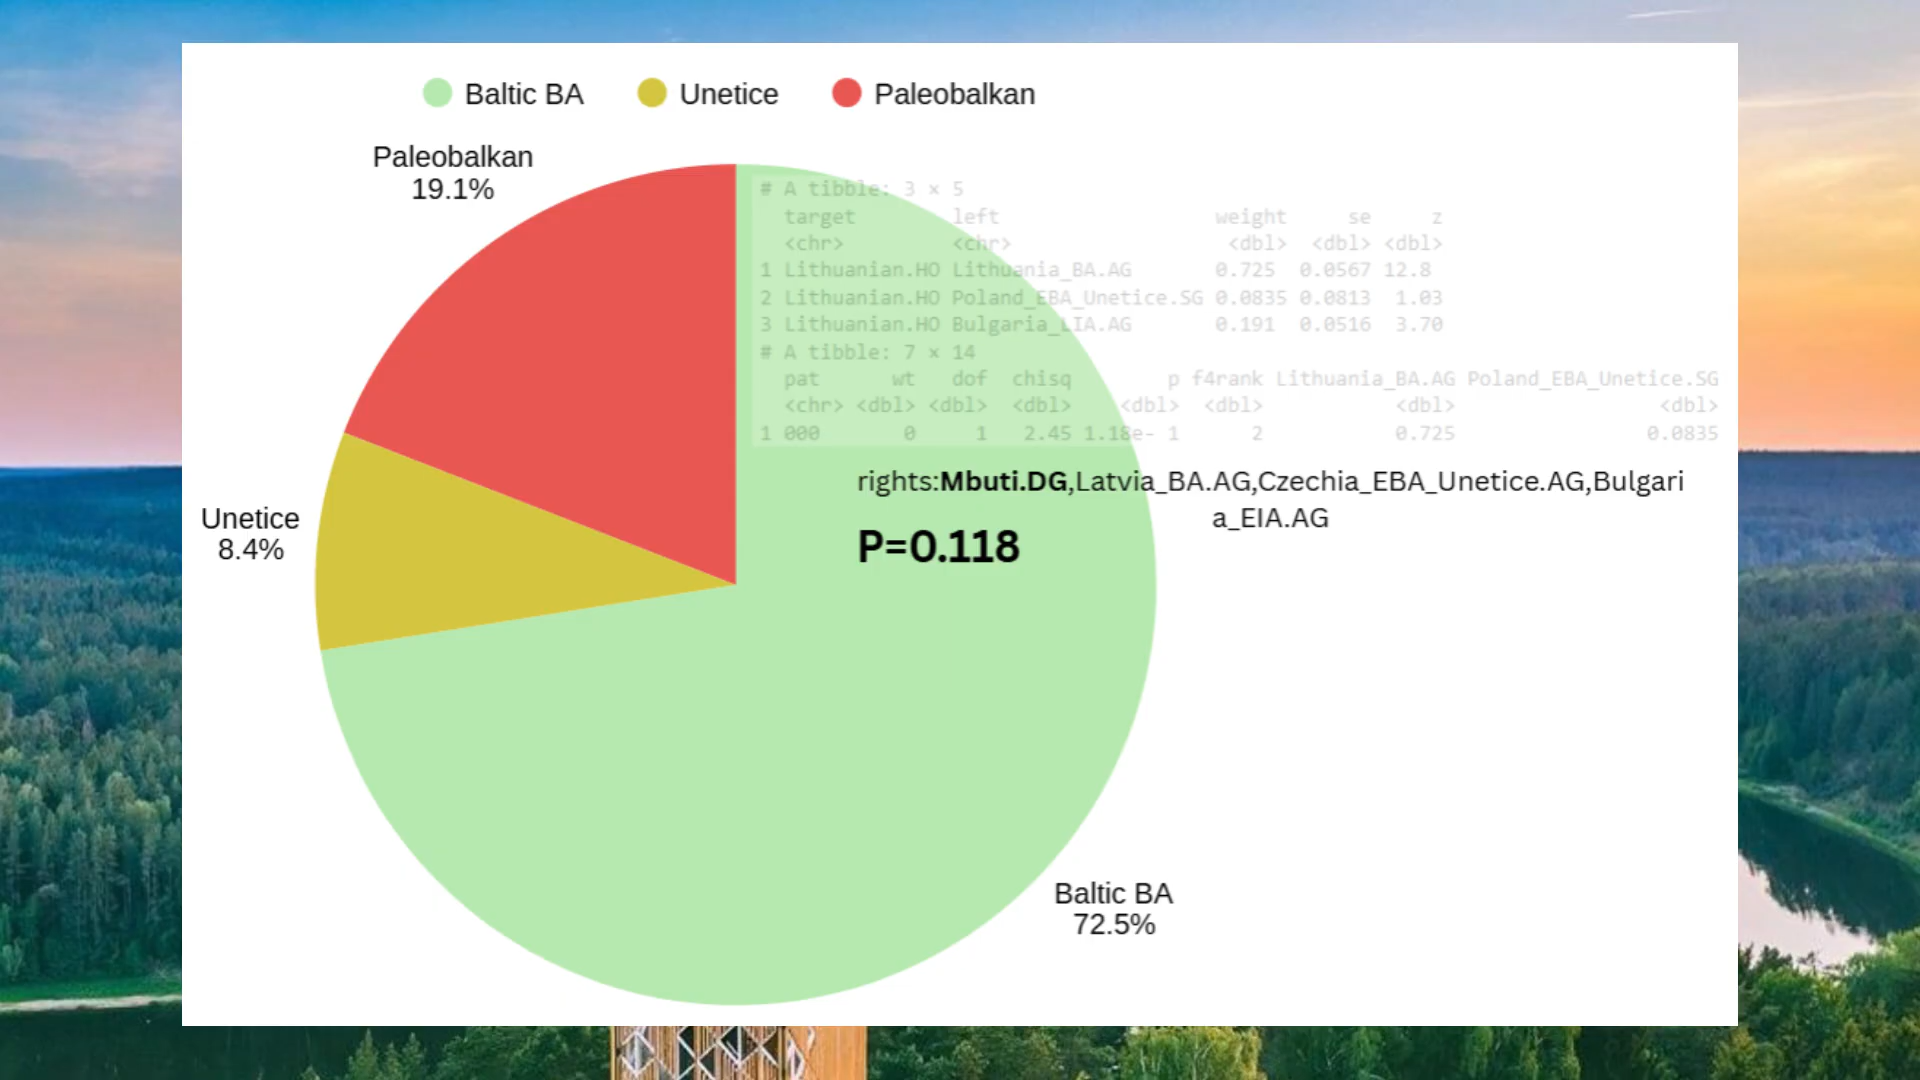 Baltic BA Unetice Paleobalkan
Paleobalkan
19.1%
# A tibble: 3 × 5
target left weight se z
<chr> <chr> <dbl> <dbl> <dbl>
1 Lithuanian.HO Lithuania_BA.AG 0.725 0.0567 12.8
2 Lithuanian.HO Poland_EBA_Unetice.SG 0.0835 0.0813 1.03
3 Lithuanian.HO Bulgaria_LIA.AG 0.191 0.0516 3.70
# A tibble: 7 × 14
pat wt dof chisq p f4rank Lithuania_BA.AG Poland_EBA_Unetice.SG
<chr> <dbl> <dbl> <dbl> <dbl> <dbl> <dbl> <dbl>
1 000 0 1 2.45 1.18e- 1 2 0.725 0.0835
rights:Mbuti.DG,Latvia_BA.AG,Czechia_EBA_Unetice.AG,Bulgari
a_EIA.AG
P=0.118
Unetice
8.4%
Baltic BA
72.5%